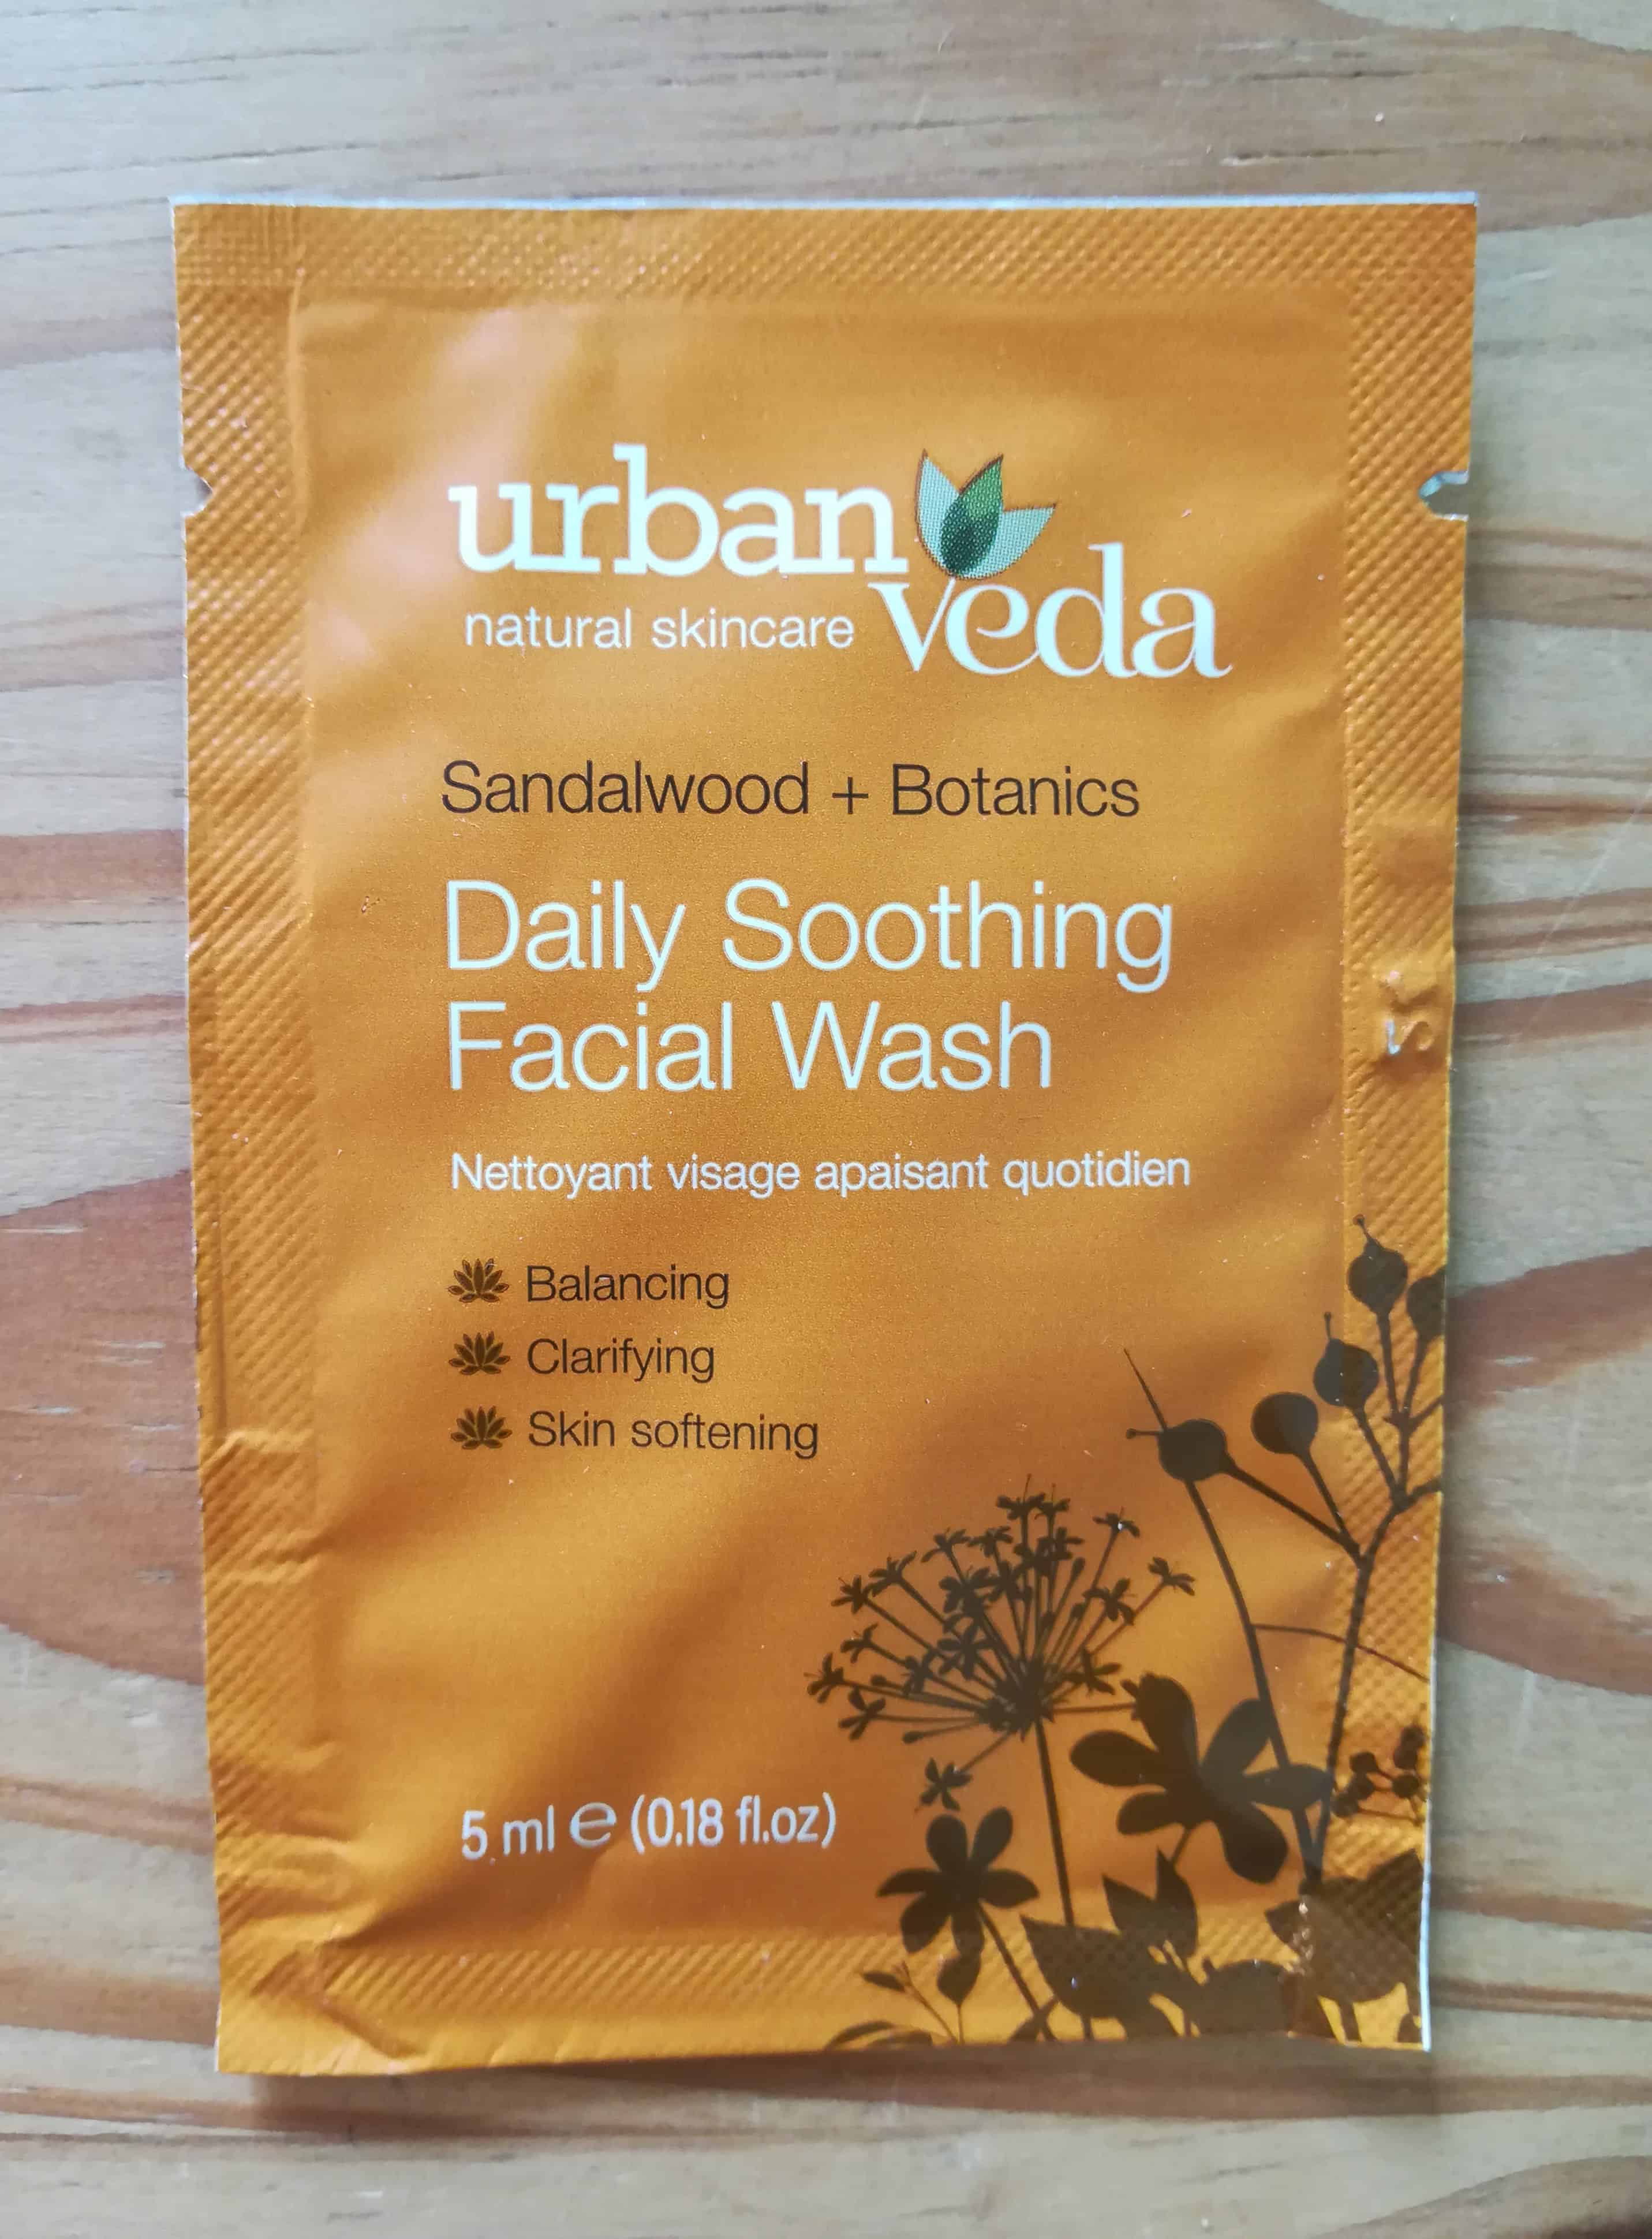 urban
veda
natural skincare
Sandalwood + Botanics
Daily Soothing
Facial Wash
Nettoyant visage apaisant quotidien
Balancing
Clarifying
Skin softening
5 ml e (0.18 fl.oz)